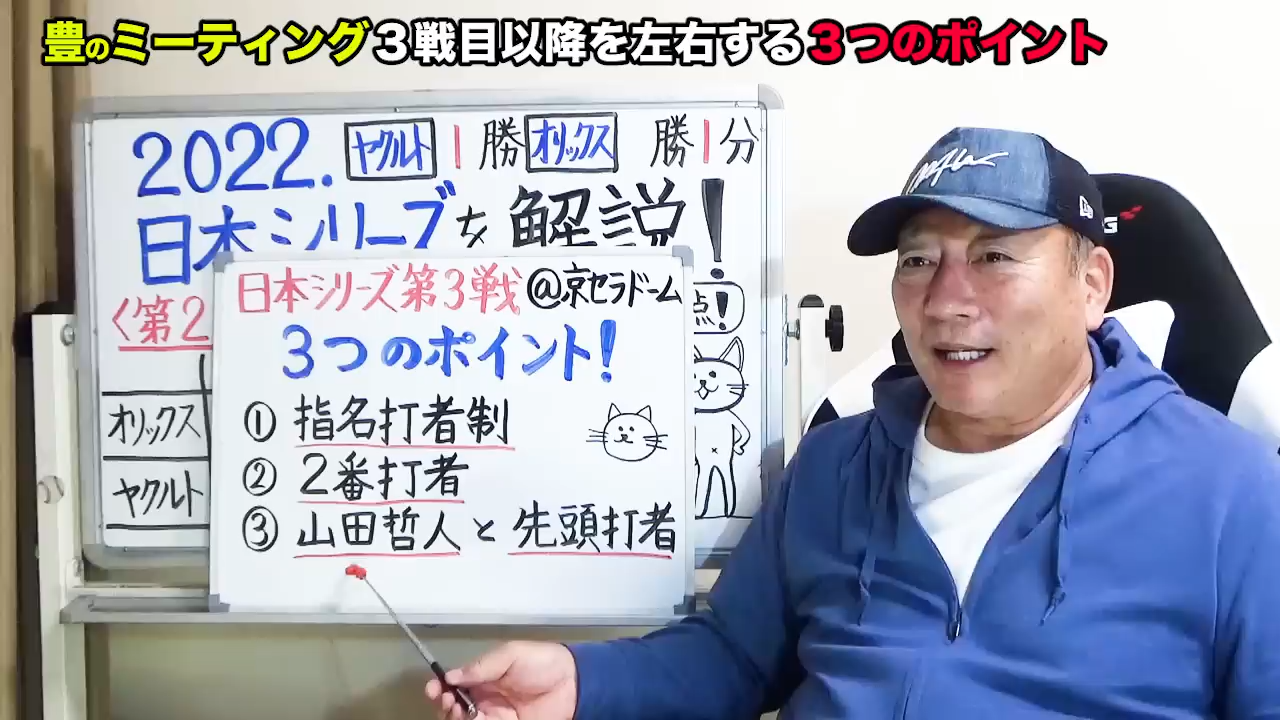 豊のミーティング3戦目以降を左右する3つのポイント
2022. ヤクルト 1勝 オリックス 勝1分
日本シリーズを解説!
<第2
点!
オリックス
ヤクルト
日本シリーズ第3戦@京セラドーム
3つのポイント!
① 指名打者制
② 2番打者
③ 山田哲人と先頭打者